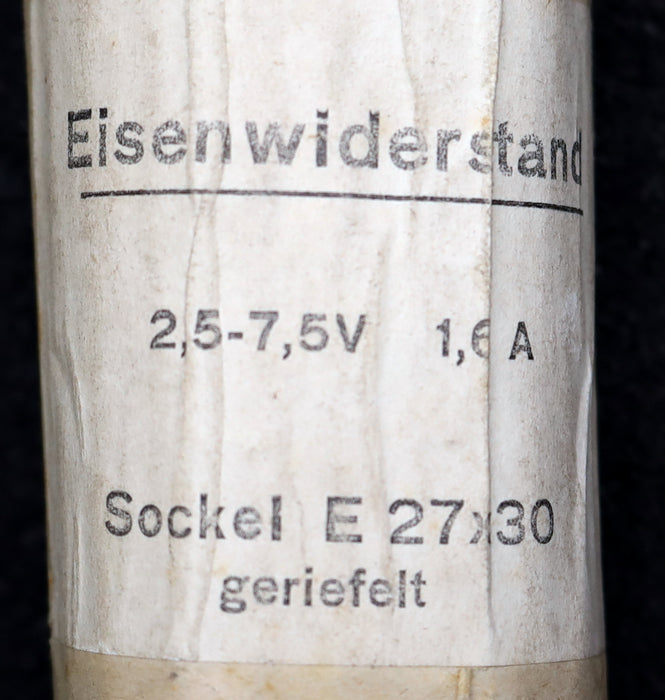 Eisenwiderstand
2,5-7,5V 1,6 A
Sockel E 27x30
geriefelt